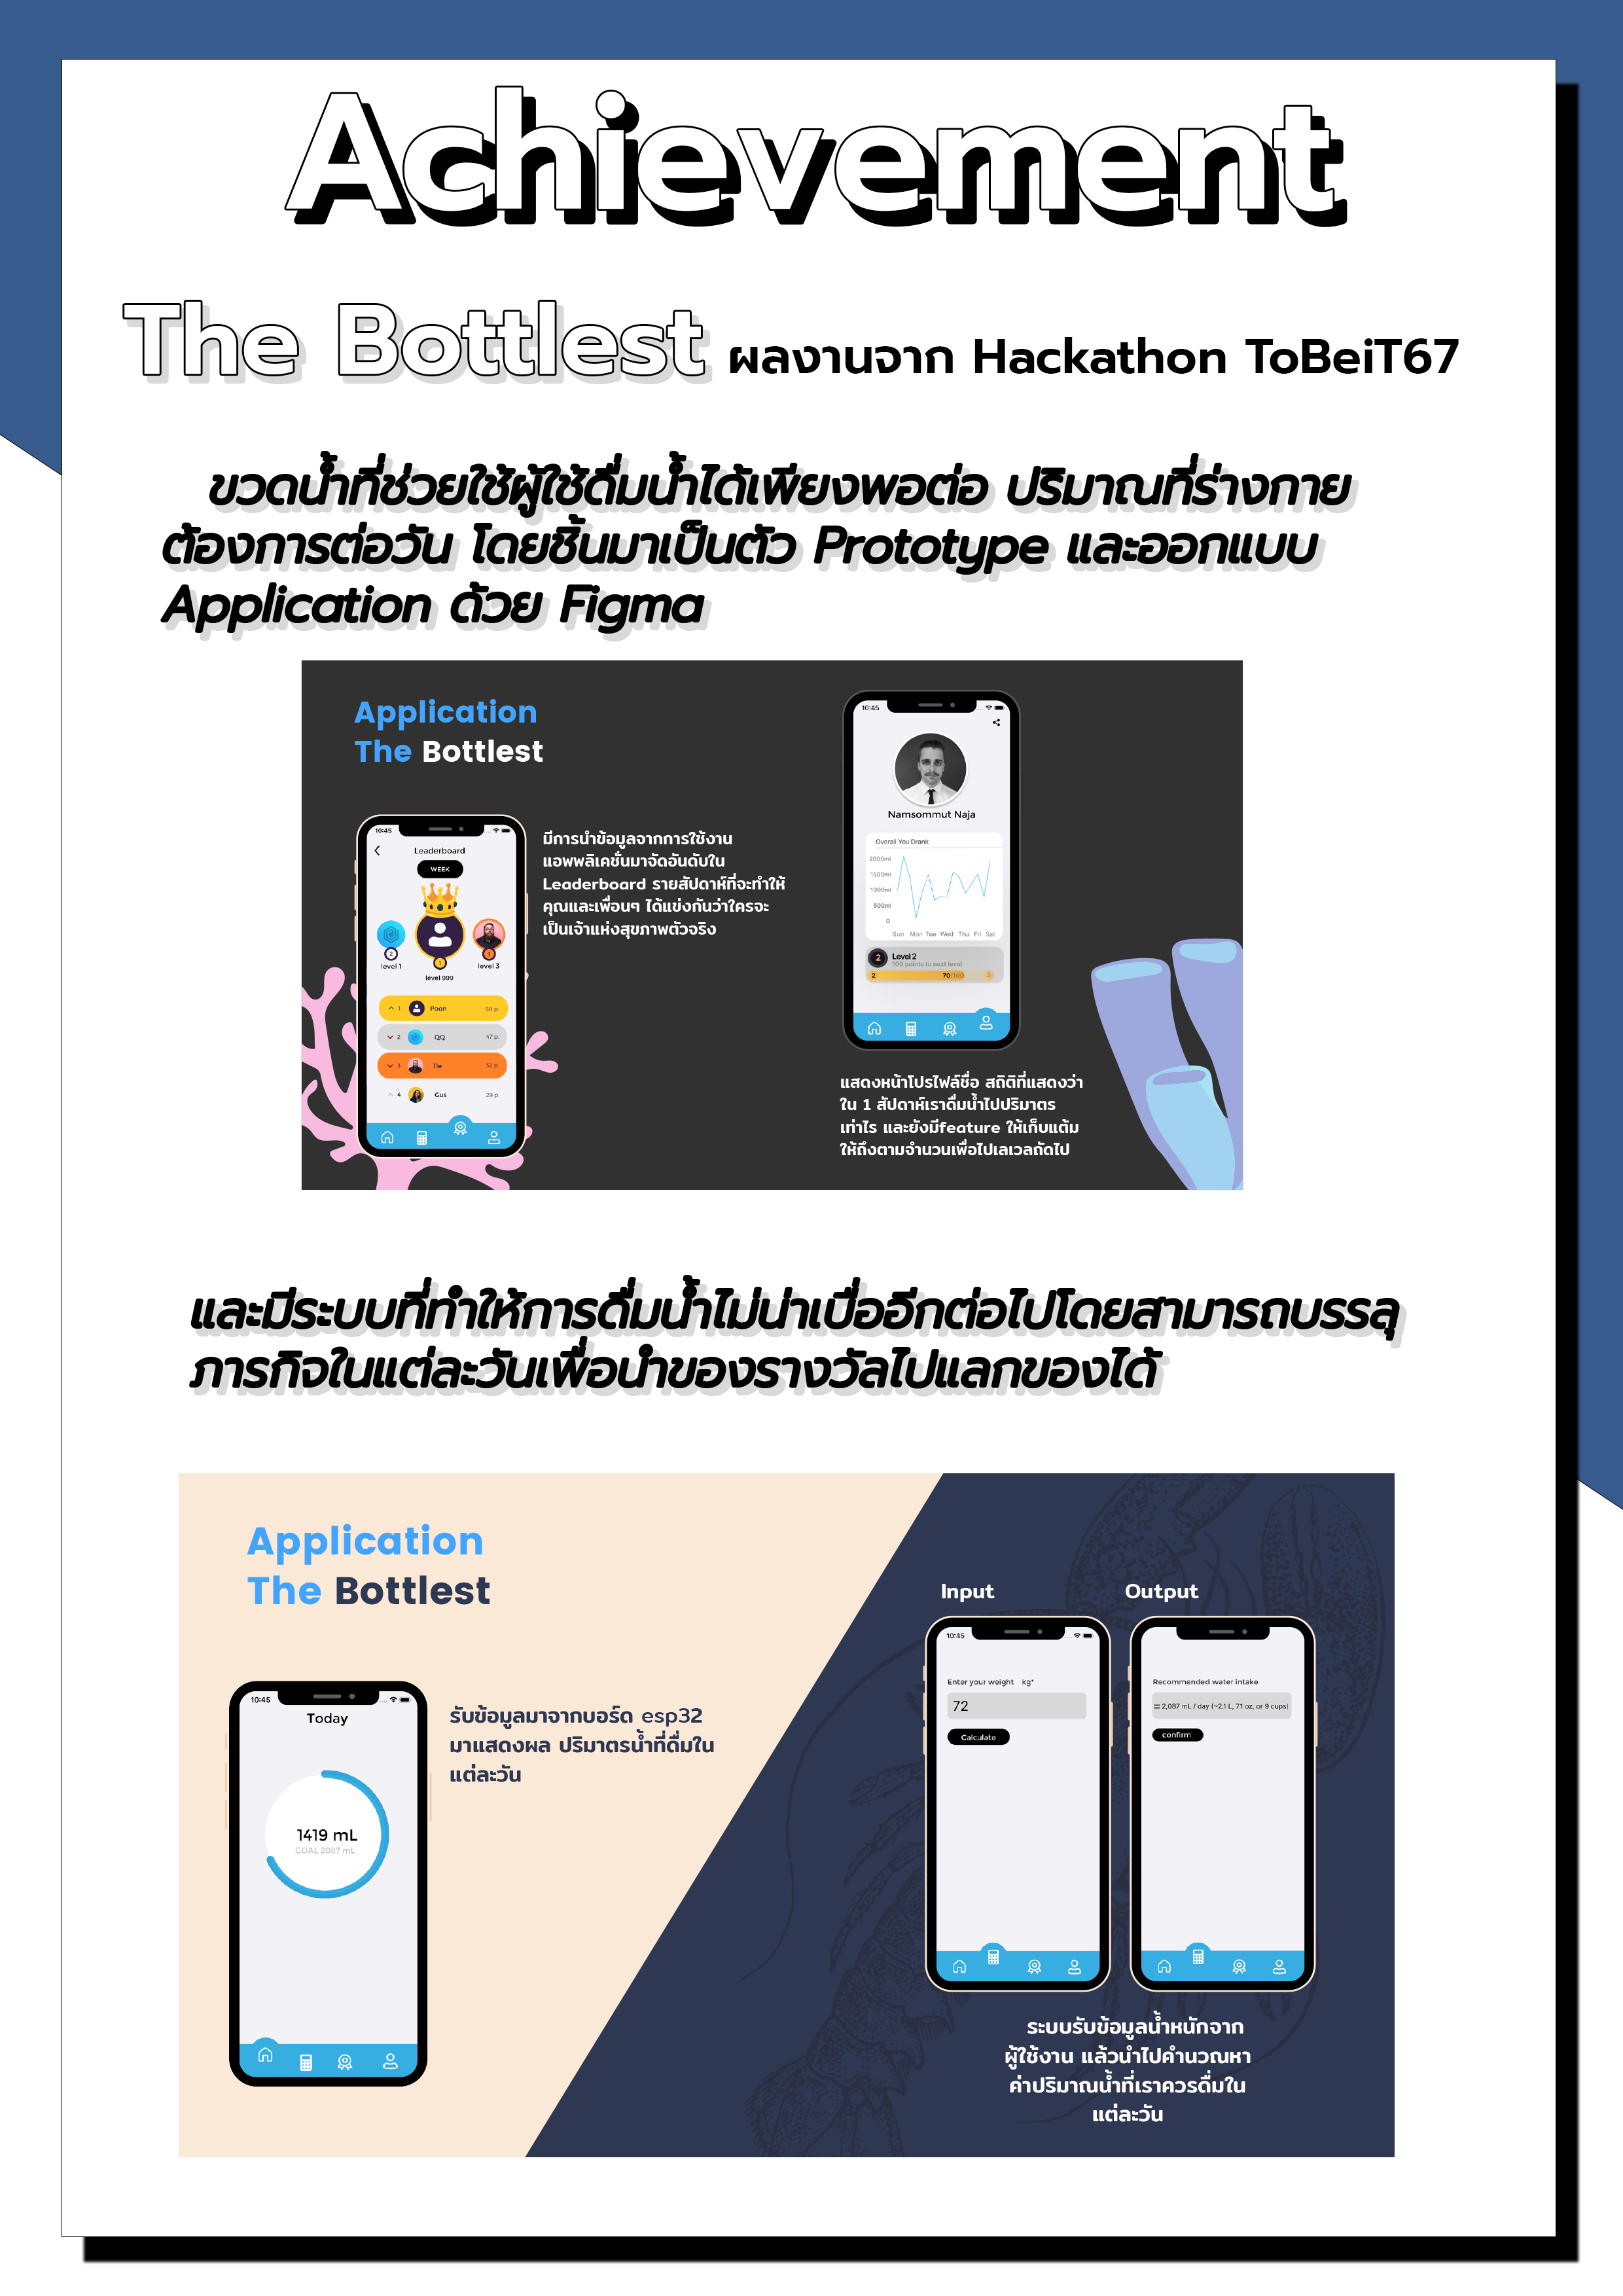 Achievement
The Bottlest ผลงานจาก Hackathon ToBeiT67
ขวดน้ำที่ช่วยใช้ผู้ใช้ดื่มน้ำได้เพียงพอต่อ ปริมาณที่ร่างกาย
ต้องการต่อวัน โดยชิ้นมาเป็นตัว Prototype และออกแบบ
Application ด้วย Figma
Application
The Bottlest
10:45
Leaderboard
WEEK
2
1
level 1
level 3
level 999
1 Poon 50 p.
2 QQ 47 p.
3 Tle 32 p.
4 Gus 29 p.
มีการนำข้อมูลจากการใช้งาน
แอพพลิเคชั่นมาจัดอันดับใน
Leaderboard รายสัปดาห์ที่จะทำให้
คุณและเพื่อนๆ ได้แข่งกันว่าใครจะ
เป็นเจ้าแห่งสุขภาพตัวจริง
10:45
Namsommut Naja
Overall You Drank
2000ml
1500ml
1000ml
500ml
0
Sun Mon Tue Wed Thu Fri Sat
2 Level 2
100 points to next level
2 70/100 3
แสดงหน้าโปรไฟล์ชื่อ สถิติที่แสดงว่า
ใน 1 สัปดาห์เราดื่มน้ำไปปริมาตร
เท่าไร และยังมีfeature ให้เก็บแต้ม
ให้ถึงตามจำนวนเพื่อไปเลเวลถัดไป
และมีระบบที่ทำให้การดื่มน้ำไม่น่าเบื่ออีกต่อไปโดยสามารถบรรลุ
ภารกิจในแต่ละวันเพื่อนำของรางวัลไปแลกของได้
Application
The Bottlest
10:45
Today
1419 mL
GOAL 2087 mL
รับข้อมูลมาจากบอร์ด esp32
มาแสดงผล ปริมาตรน้ำที่ดื่มใน
แต่ละวัน
Input
10:45
Enter your weight kg*
72
Calculate
Output
Recommended water intake
= 2,087 mL / day (~2.1 L, 71 oz, or 9 cups)
confirm
ระบบรับข้อมูลน้ำหนักจาก
ผู้ใช้งาน แล้วนำไปคำนวณหา
ค่าปริมาณน้ำที่เราควรดื่มใน
แต่ละวัน